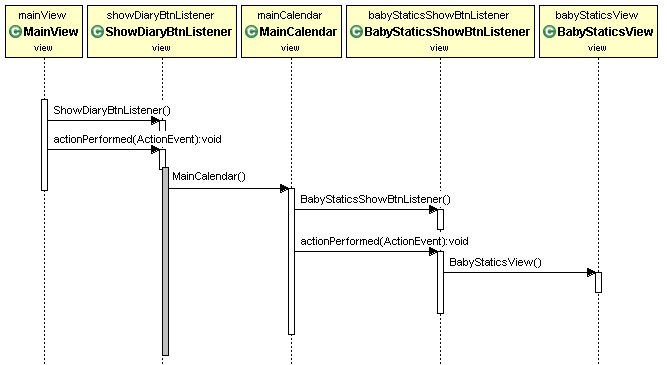 mainView
C MainView
view
showDiaryBtnListener
C ShowDiaryBtnListener
view
mainCalendar
C MainCalendar
view
babyStaticsShowBtnListener
C BabyStaticsShowBtnListener
view
babyStaticsView
C BabyStaticsView
view
ShowDiaryBtnListener()
actionPerformed(ActionEvent):void
MainCalendar()
BabyStaticsShowBtnListener()
actionPerformed(ActionEvent):void
BabyStaticsView()